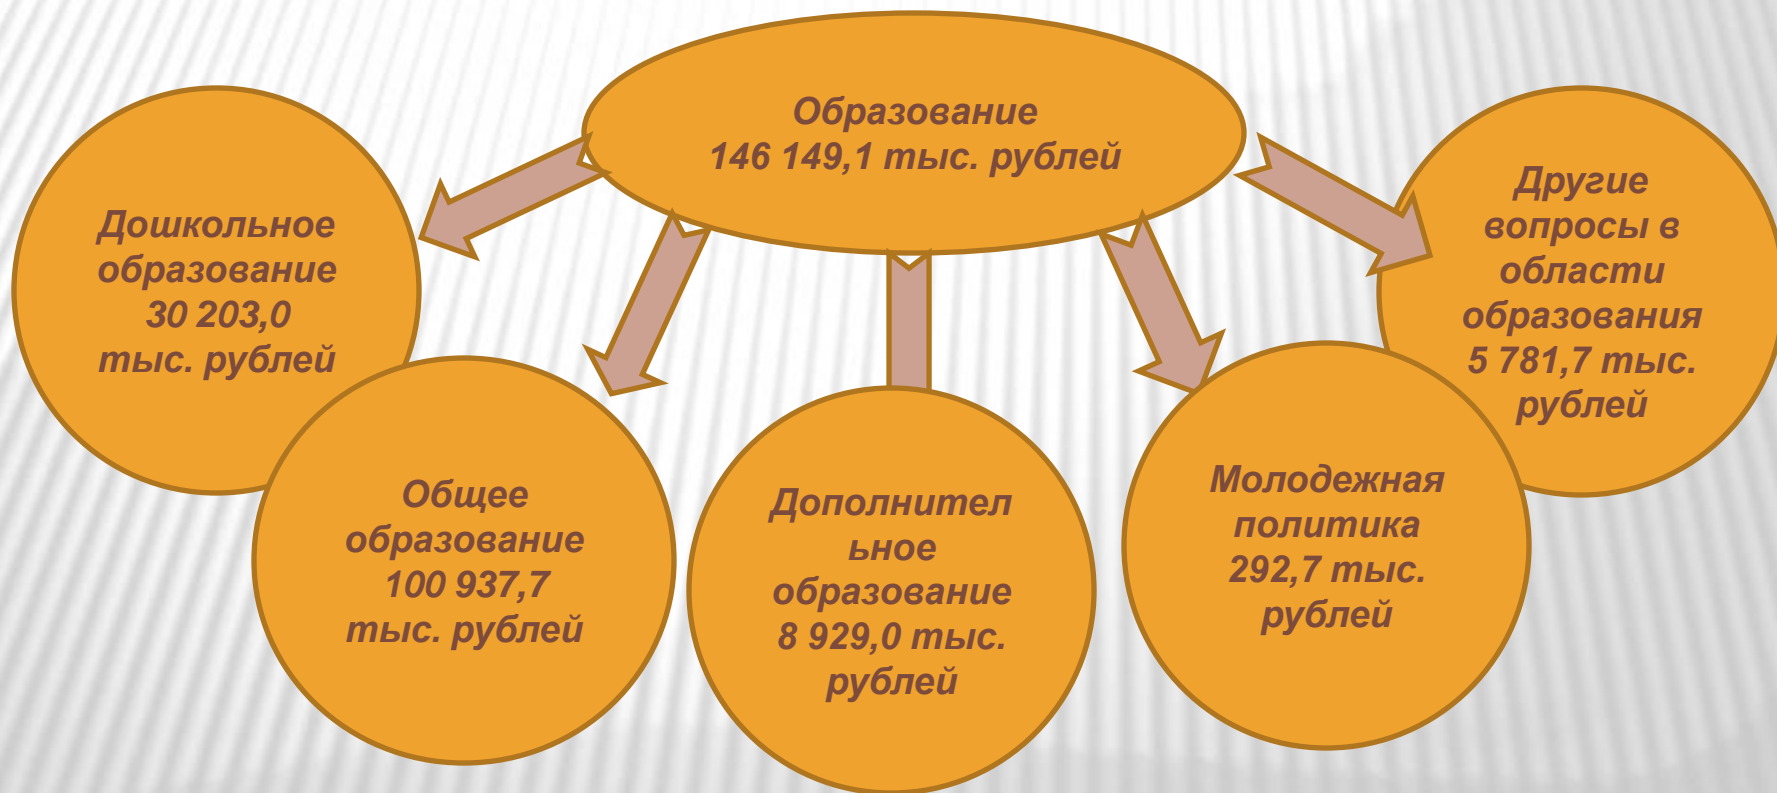 Образование
146 149,1 тыс. рублей
Дошкольное
образование
30 203,0
тыс. рублей
Общее
образование
100 937,7
тыс. рублей
Дополнител
ьное
образование
8 929,0 тыс.
рублей
Молодежная
политика
292,7 тыс.
рублей
Другие
вопросы в
области
образования
5 781,7 тыс.
рублей